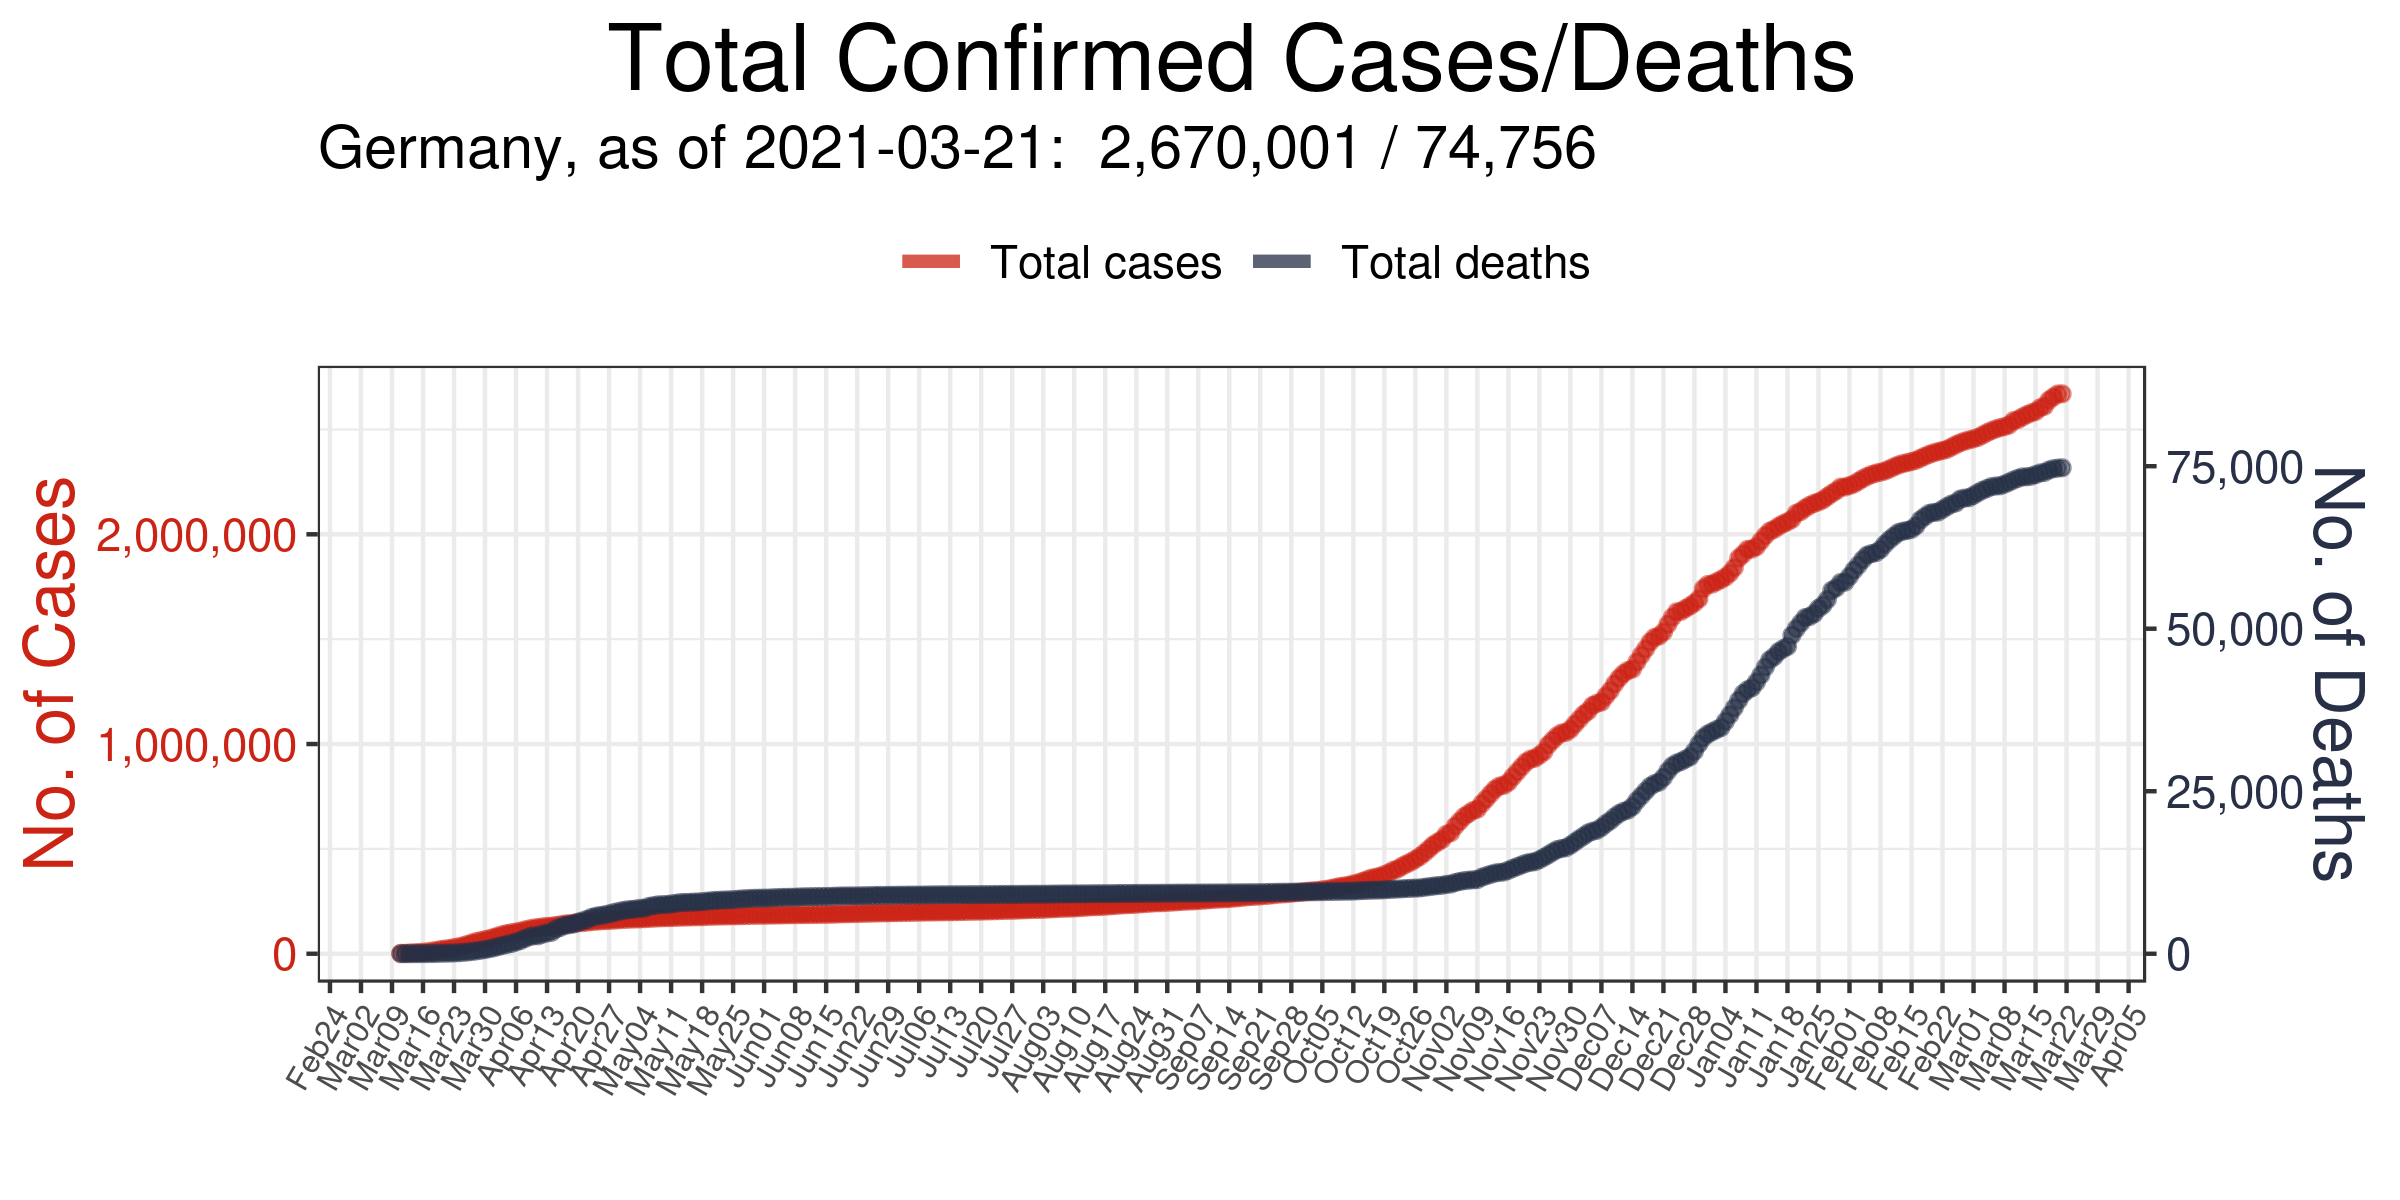 Total Confirmed Cases/Deaths
Germany, as of 2021-03-21:  2,670,001 / 74,756
Total cases
Total deaths
No. of Cases
2,000,000
1,000,000
0
75,000
50,000
25,000
0
No. of Deaths
Feb24
Mar02
Mar09
Mar16
Mar23
Mar30
Apr06
Apr13
Apr20
Apr27
May04
May11
May18
May25
Jun01
Jun08
Jun15
Jun22
Jun29
Jul06
Jul13
Jul20
Jul27
Aug03
Aug10
Aug17
Aug24
Aug31
Sep07
Sep14
Sep21
Sep28
Oct05
Oct12
Oct19
Oct26
Nov02
Nov09
Nov16
Nov23
Nov30
Dec07
Dec14
Dec21
Dec28
Jan04
Jan11
Jan18
Jan25
Feb01
Feb08
Feb15
Feb22
Mar01
Mar08
Mar15
Mar22
Mar29
Apr05